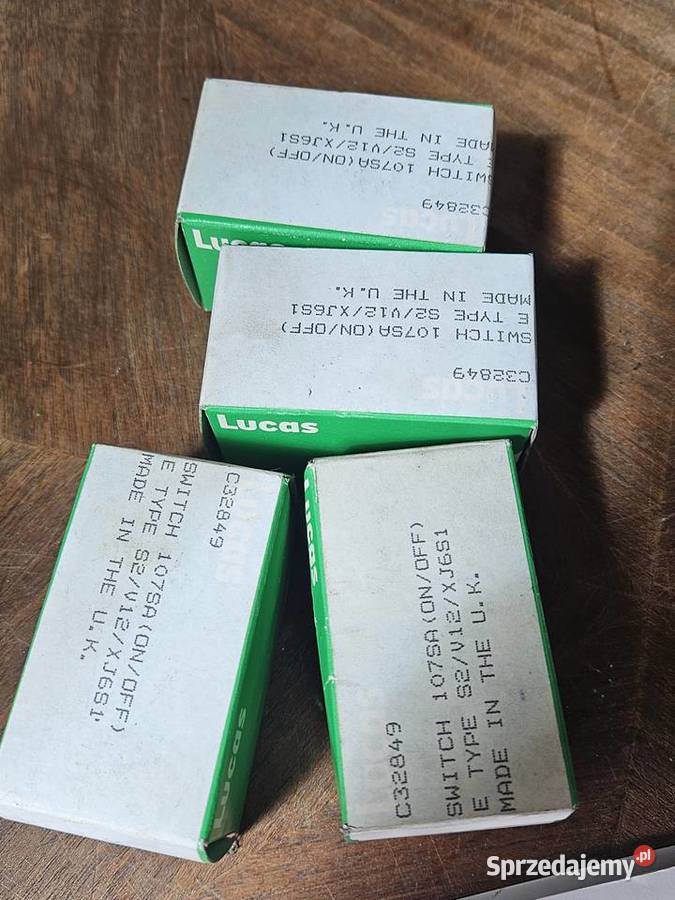 C32849
SWITCH 107SA(ON/OFF)
E TYPE S2/V12/XJ6S1
MADE IN THE U.K.
Lucas
C32849
SWITCH 107SA(ON/OFF)
E TYPE S2/V12/XJ6S1
MADE IN THE U.K.
Lucas
C32849
SWITCH 107SA(ON/OFF)
E TYPE S2/V12/XJ6S1
MADE IN THE U.K.
Lucas
C32849
SWITCH 107SA(ON/OFF)
E TYPE S2/V12/XJ6S1
MADE IN THE U.K.
Lucas
Sprzedajemy.pl